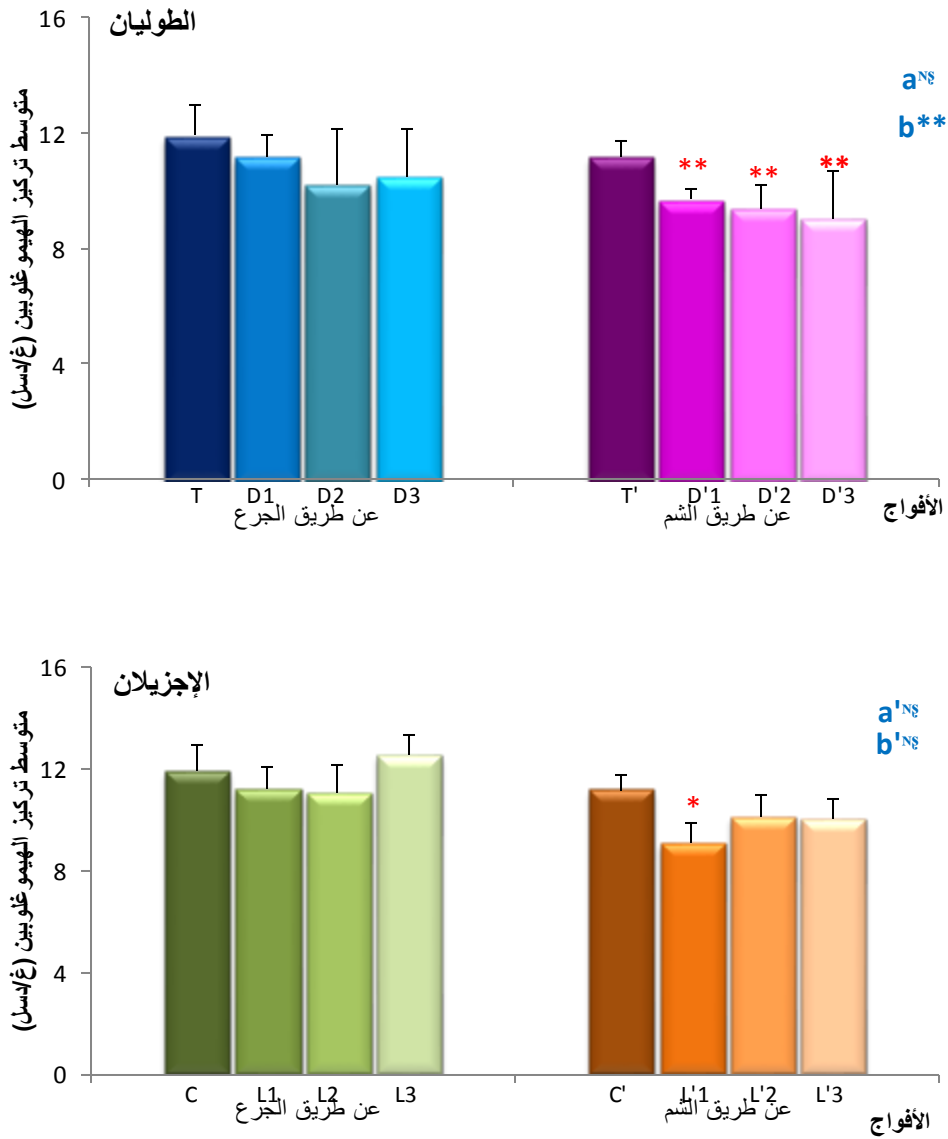 الطوليان
متوسط تركيز الهيموغلوبين (غ/دسل)
16
12
8
4
0
aNS
b**
** ** **
T D1 D2 D3 T' D'1 D'2 D'3
عن طريق الجرع عن طريق الشم
الأفواج
الإجزيلان
متوسط تركيز الهيموغلوبين (غ/دسل)
16
12
8
4
0
a'NS
b'NS
*
C L1 L2 L3 C' L'1 L'2 L'3
عن طريق الجرع عن طريق الشم
الأفواج